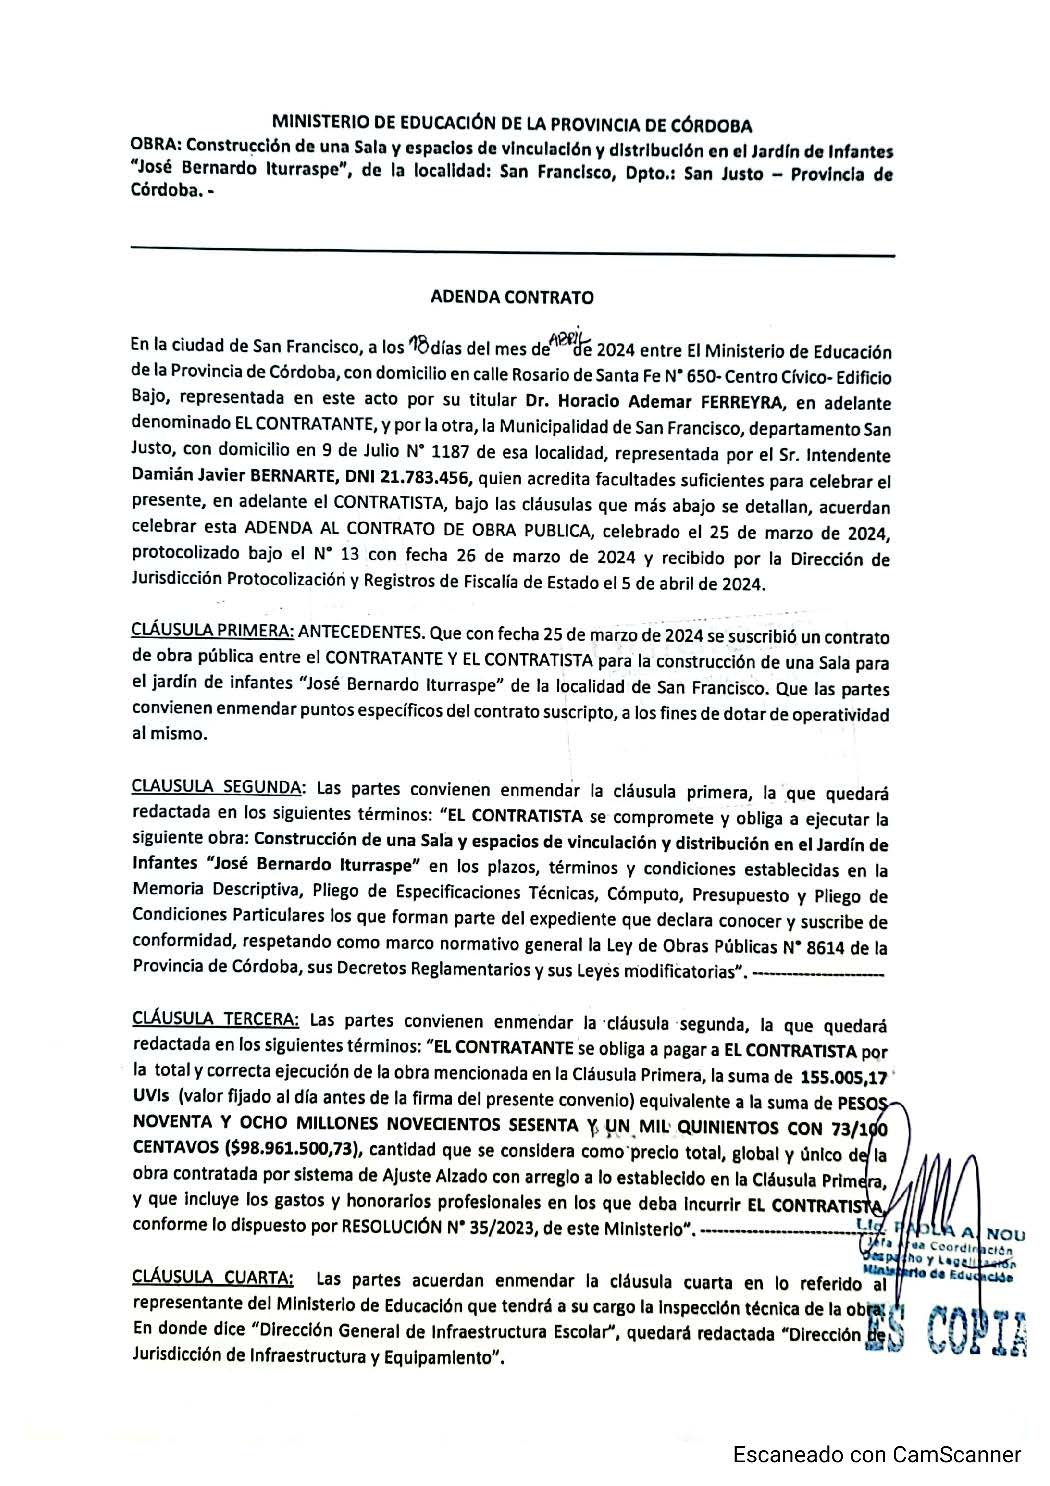 MINISTERIO DE EDUCACIÓN DE LA PROVINCIA DE CÓRDOBA
OBRA: Construcción de una Sala y espacios de vinculación y distribución en el Jardín de Infantes
"José Bernardo Iturraspe", de la localidad: San Francisco, Dpto.: San Justo – Provincia de
Córdoba. -
ADENDA CONTRATO
En la ciudad de San Francisco, a los 18 días del mes de ABRIL de 2024 entre El Ministerio de Educación
de la Provincia de Córdoba, con domicilio en calle Rosario de Santa Fe N° 650- Centro Cívico- Edificio
Bajo, representada en este acto por su titular Dr. Horacio Ademar FERREYRA, en adelante
denominado EL CONTRATANTE, y por la otra, la Municipalidad de San Francisco, departamento San
Justo, con domicilio en 9 de Julio N° 1187 de esa localidad, representada por el Sr. Intendente
Damián Javier BERNARTE, DNI 21.783.456, quien acredita facultades suficientes para celebrar el
presente, en adelante el CONTRATISTA, bajo las cláusulas que más abajo se detallan, acuerdan
celebrar esta ADENDA AL CONTRATO DE OBRA PUBLICA, celebrado el 25 de marzo de 2024,
protocolizado bajo el N° 13 con fecha 26 de marzo de 2024 y recibido por la Dirección de
Jurisdicción Protocolización y Registros de Fiscalía de Estado el 5 de abril de 2024.
CLÁUSULA PRIMERA: ANTECEDENTES. Que con fecha 25 de marzo de 2024 se suscribió un contrato
de obra pública entre el CONTRATANTE Y EL CONTRATISTA para la construcción de una Sala para
el jardín de infantes "José Bernardo Iturraspe" de la localidad de San Francisco. Que las partes
convienen enmendar puntos específicos del contrato suscripto, a los fines de dotar de operatividad
al mismo.
CLAUSULA SEGUNDA: Las partes convienen enmendar la cláusula primera, la que quedará
redactada en los siguientes términos: "EL CONTRATISTA se compromete y obliga a ejecutar la
siguiente obra: Construcción de una Sala y espacios de vinculación y distribución en el Jardín de
Infantes "José Bernardo Iturraspe" en los plazos, términos y condiciones establecidas en la
Memoria Descriptiva, Pliego de Especificaciones Técnicas, Cómputo, Presupuesto y Pliego de
Condiciones Particulares los que forman parte del expediente que declara conocer y suscribe de
conformidad, respetando como marco normativo general la Ley de Obras Públicas N° 8614 de la
Provincia de Córdoba, sus Decretos Reglamentarios y sus Leyes modificatorias". -----------------------
CLÁUSULA TERCERA: Las partes convienen enmendar la cláusula segunda, la que quedará
redactada en los siguientes términos: "EL CONTRATANTE se obliga a pagar a EL CONTRATISTA por
la total y correcta ejecución de la obra mencionada en la Cláusula Primera, la suma de 155.005,17
UVIs (valor fijado al día antes de la firma del presente convenio) equivalente a la suma de PESOS
NOVENTA Y OCHO MILLONES NOVECIENTOS SESENTA Y UN MIL QUINIENTOS CON 73/100
CENTAVOS ($98.961.500,73), cantidad que se considera como precio total, global y único de la
obra contratada por sistema de Ajuste Alzado con arreglo a lo establecido en la Cláusula Primera,
y que incluye los gastos y honorarios profesionales en los que deba incurrir EL CONTRATISTA,
conforme lo dispuesto por RESOLUCIÓN N° 35/2023, de este Ministerio". -----------------------------
Lic. PAOLA A. NOU
Jefa Area Coordinación
Despacho y Legalización
Ministerio de Educación
CLÁUSULA CUARTA: Las partes acuerdan enmendar la cláusula cuarta en lo referido al
representante del Ministerio de Educación que tendrá a su cargo la inspección técnica de la obra.
En donde dice "Dirección General de Infraestructura Escolar", quedará redactada "Dirección de
Jurisdicción de Infraestructura y Equipamiento".
ES COPIA
Escaneado con CamScanner